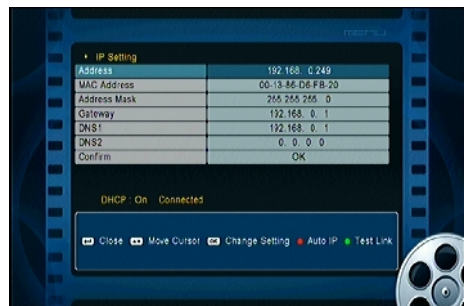 menu
IP Setting
Address 192.168. 0.249
MAC Address 00-13-86-D6-FB-20
Address Mask 255.255.255. 0
Gateway 192.168. 0. 1
DNS1 192.168. 0. 1
DNS2 0. 0. 0. 0
Confirm OK
DHCP : On Connected
Close Move Cursor OK Change Setting Auto IP Test Link